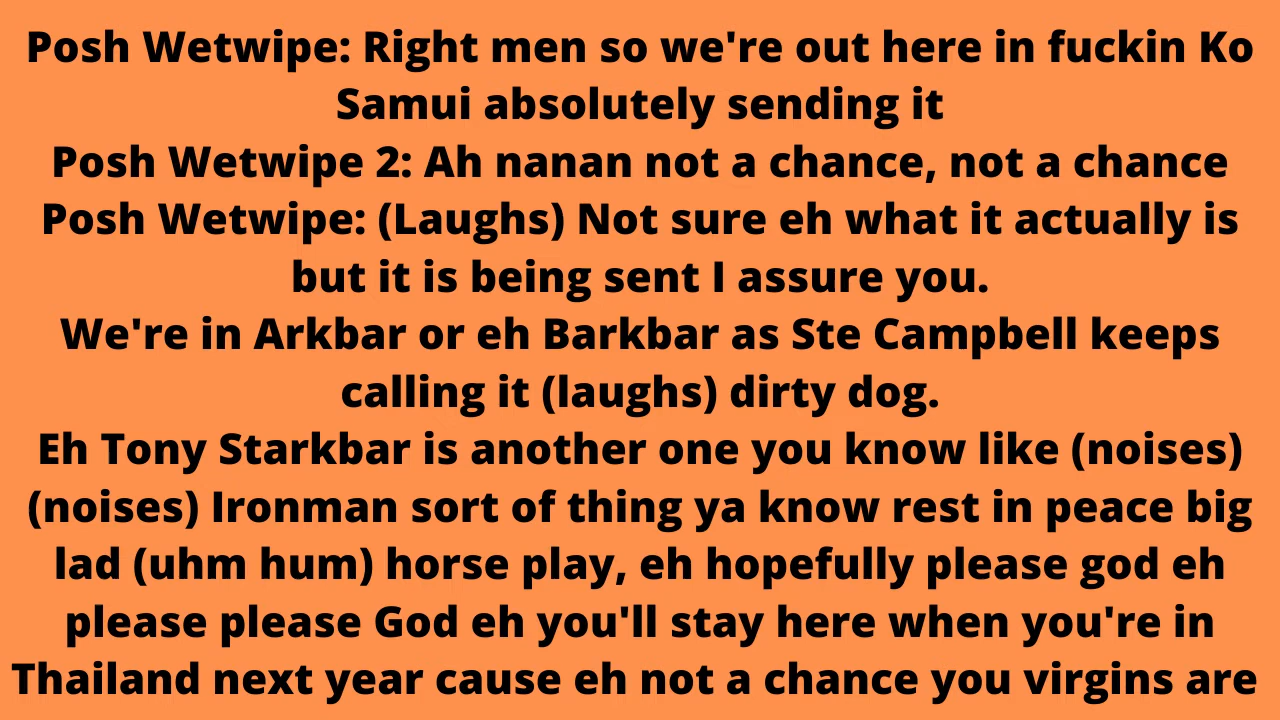 Posh Wetwipe: Right men so we're out here in fuckin Ko
Samui absolutely sending it
Posh Wetwipe 2: Ah nanan not a chance, not a chance
Posh Wetwipe: (Laughs) Not sure eh what it actually is
but it is being sent I assure you.
We're in Arkbar or eh Barkbar as Ste Campbell keeps
calling it (laughs) dirty dog.
Eh Tony Starkbar is another one you know like (noises)
(noises) Ironman sort of thing ya know rest in peace big
lad (uhm hum) horse play, eh hopefully please god eh
please please God eh you'll stay here when you're in
Thailand next year cause eh not a chance you virgins are